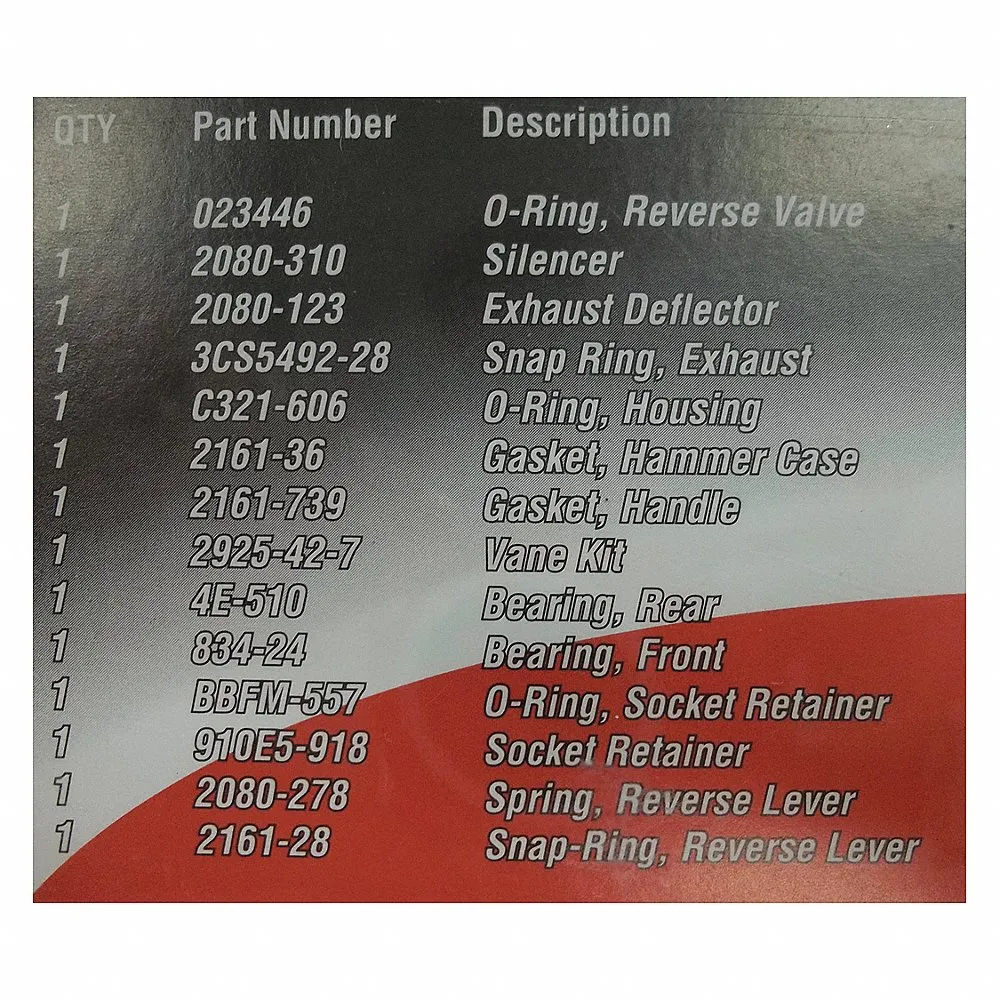 QTY Part Number Description
1 023446 O-Ring, Reverse Valve
1 2080-310 Silencer
1 2080-123 Exhaust Deflector
1 3CS5492-28 Snap Ring, Exhaust
1 C321-606 O-Ring, Housing
1 2161-36 Gasket, Hammer Case
1 2161-739 Gasket, Handle
1 2925-42-7 Vane Kit
1 4E-510 Bearing, Rear
1 834-24 Bearing, Front
1 BBFM-557 O-Ring, Socket Retainer
1 910E5-918 Socket Retainer
1 2080-278 Spring, Reverse Lever
1 2161-28 Snap-Ring, Reverse Lever